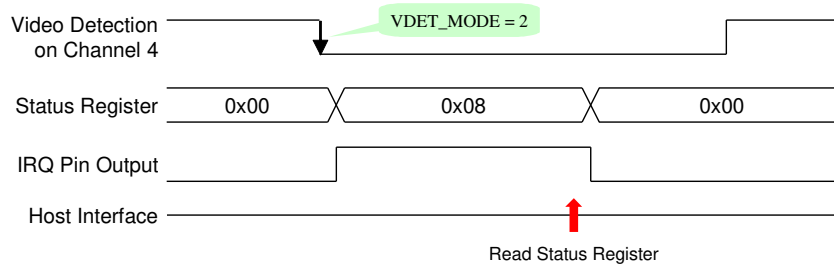 Video Detection
on Channel 4
VDET_MODE = 2
Status Register
0x00
0x08
0x00
IRQ Pin Output
Host Interface
Read Status Register